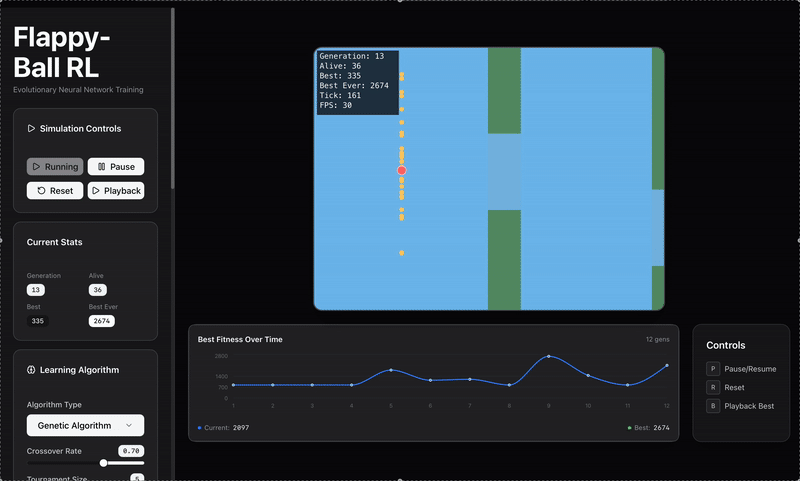 Flappy-
Ball RL
Evolutionary Neural Network Training
Simulation Controls
Running
Pause
Reset
Playback
Current Stats
Generation
Alive
13
36
Best
Best Ever
335
2674
Learning Algorithm
Algorithm Type
Genetic Algorithm
Crossover Rate
0.70
Tournament Size
5
Generation: 13
Alive: 36
Best: 335
Best Ever: 2674
Tick: 161
FPS: 30
Best Fitness Over Time
12 gens
2800
1400
700
0
1 2 3 4 5 6 7 8 9 10 11 12
Current: 2097
Best: 2674
Controls
P Pause/Resume
R Reset
B Playback Best